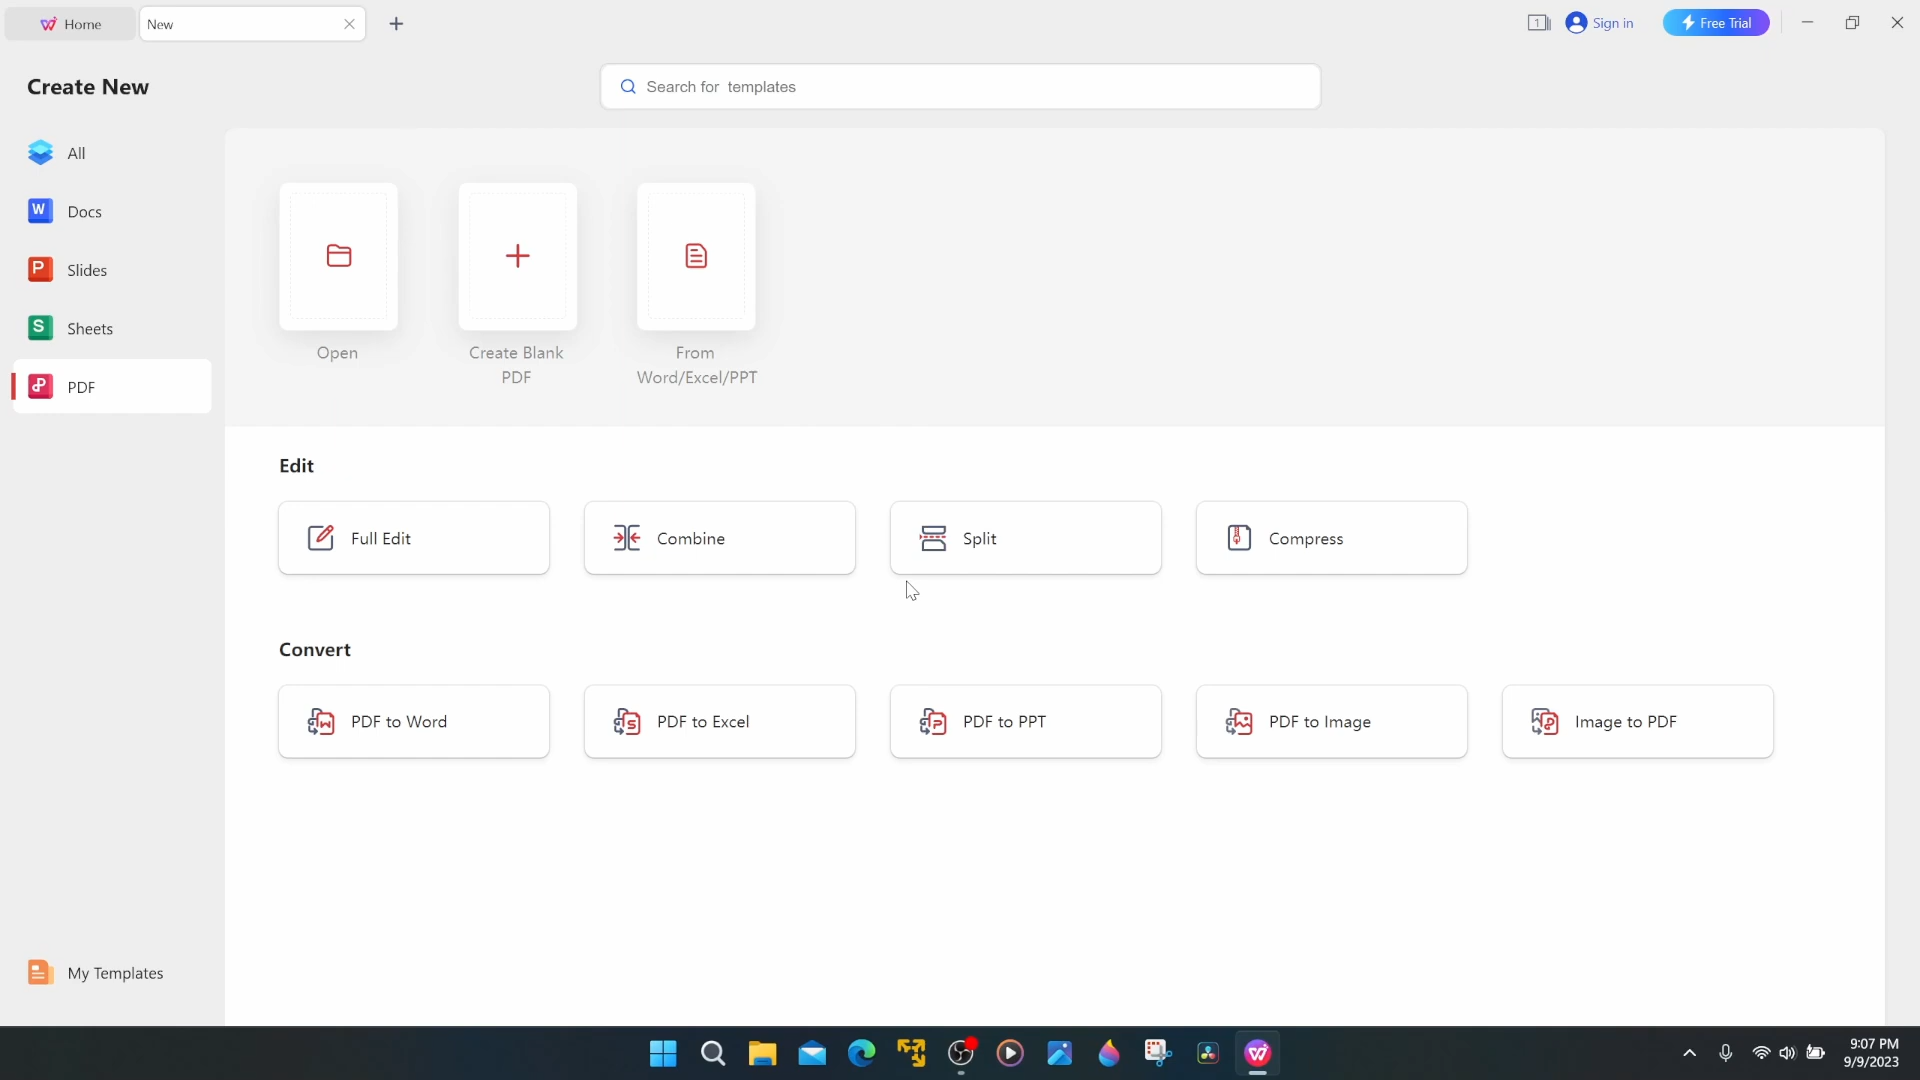 Home
New
1
Sign in
Free Trial
Create New
Search for templates
All
W Docs
P Slides
S Sheets
PDF
Open
Create Blank
PDF
From
Word/Excel/PPT
Edit
Full Edit
Combine
Split
Compress
Convert
PDF to Word
PDF to Excel
PDF to PPT
PDF to Image
Image to PDF
My Templates
9:07 PM
9/9/2023